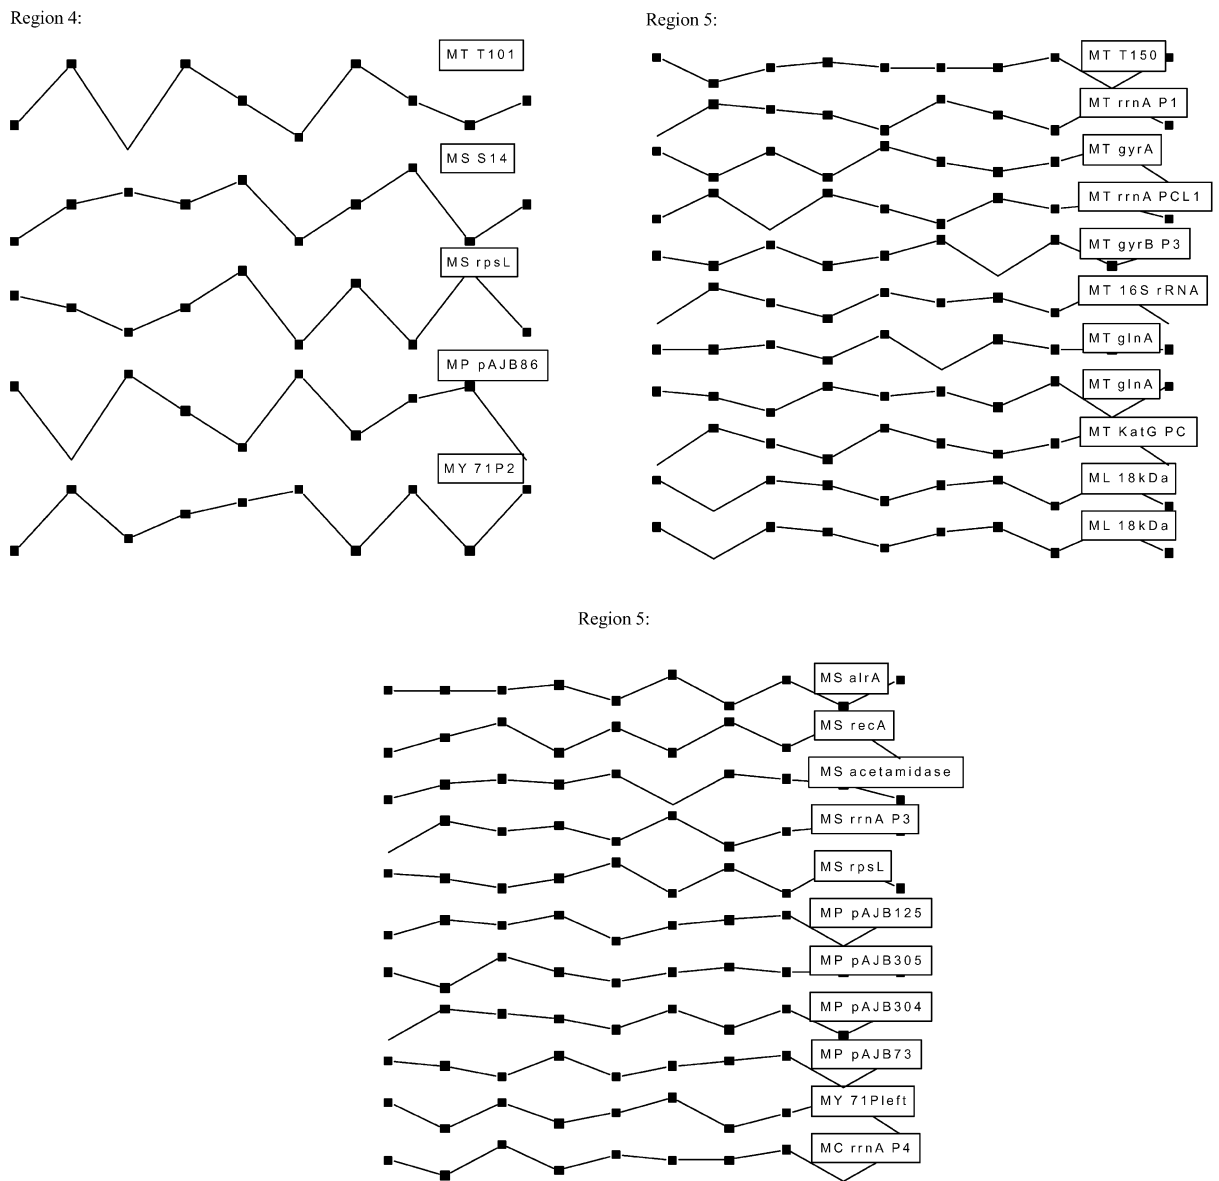 Region 4:
MT T101
MS S14
MS rpsL
MP pAJB86
MY 71P2
Region 5:
MT T150
MT rrnA P1
MT gyrA
MT rrnA PCL1
MT gyrB P3
MT 16S rRNA
MT glnA
MT glnA
MT KatG PC
ML 18kDa
ML 18kDa
Region 5:
MS alrA
MS recA
MS acetamidase
MS rrnA P3
MS rpsL
MP pAJB125
MP pAJB305
MP pAJB304
MP pAJB73
MY 71Pleft
MC rrnA P4